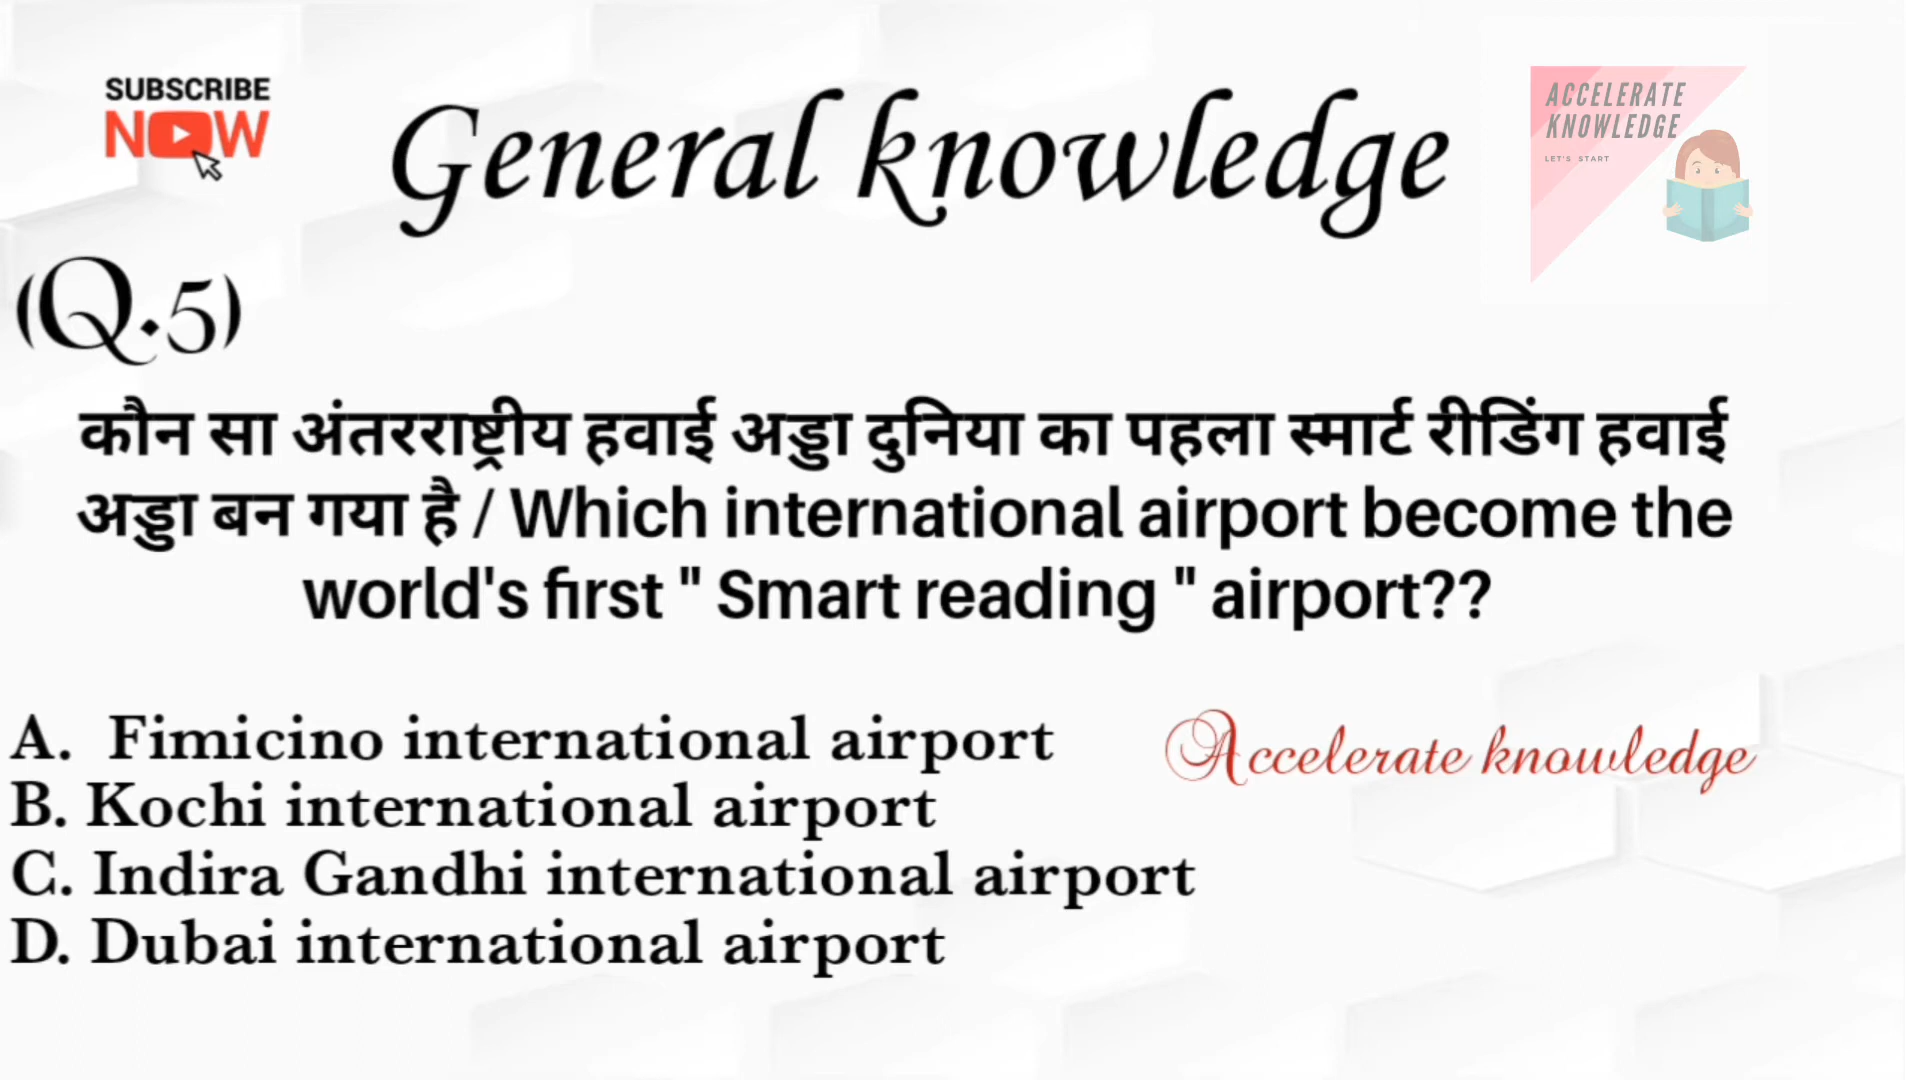 SUBSCRIBE
NOW
General knowledge
ACCELERATE
KNOWLEDGE
LET'S START
(Q.5)
कौन सा अंतरराष्ट्रीय हवाई अड्डा दुनिया का पहला स्मार्ट रीडिंग हवाई
अड्डा बन गया है / Which international airport become the
world's first " Smart reading " airport??
A. Fimicino international airport
Accelerate knowledge
B. Kochi international airport
C. Indira Gandhi international airport
D. Dubai international airport